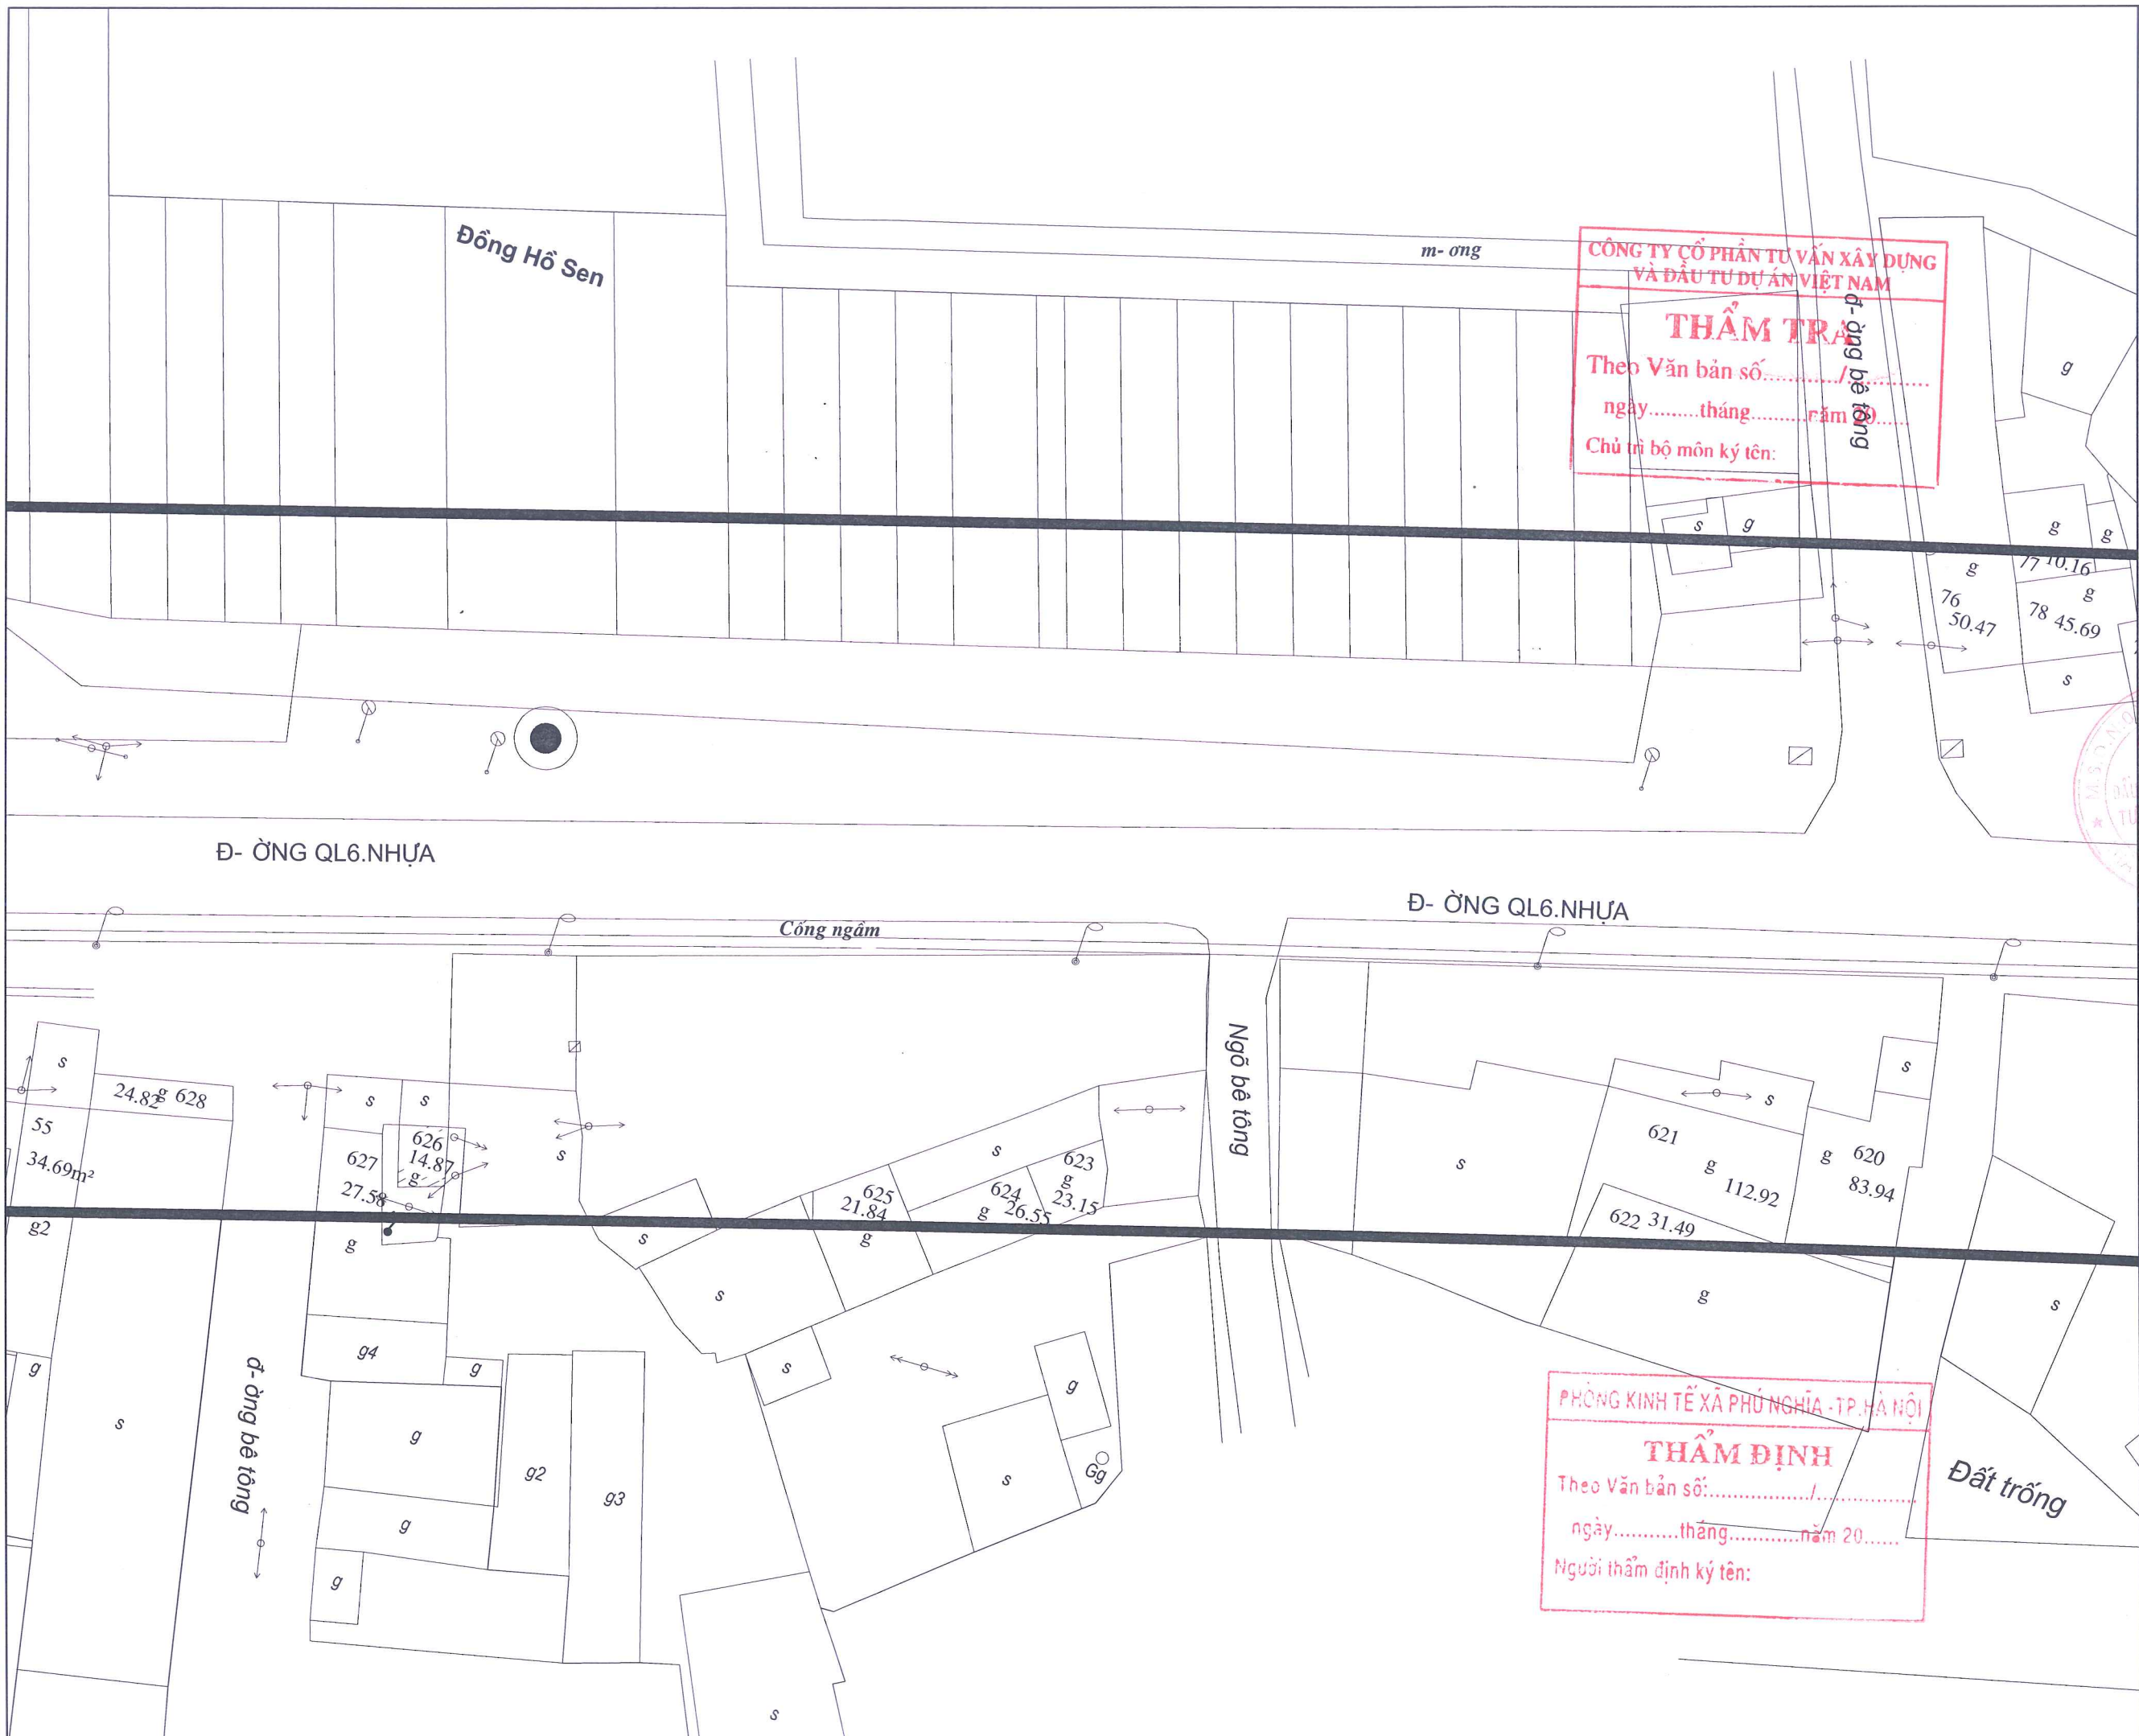 Đồng Hồ Sen
m- ơng
CÔNG TY CỔ PHẦN TƯ VẤN XÂY DỰNG
VÀ ĐẦU TƯ DỰ ÁN VIỆT NAM
THẨM TRA
Theo Văn bản số.........../...........
ngày........tháng.........năm 20......
Chủ trì bộ môn ký tên:
đ- ờng bê tông
g
s
g
g
g
g
77 10.16
g
76
50.47
78 45.69
s
Đ- ỜNG QL6.NHỰA
Đ- ỜNG QL6.NHỰA
Cống ngầm
Ngõ bê tông
s
24.82
g 628
55
34.69m²
g2
s
s
626
14.87
g
627
27.58
g
s
s
s
s
625
21.84
g
624
g 26.55
623
g
23.15
s
621
g
112.92
s
s
g 620
83.94
622 31.49
g
s
g
s
đ- ờng bê tông
g4
g
g
g2
g3
g
g
s
g
s
Gg
s
PHÒNG KINH TẾ XÃ PHÚ NGHĨA - TP.HÀ NỘI
THẨM ĐỊNH
Theo Văn bản số:................/................
ngày...........tháng............năm 20......
Người thẩm định ký tên:
Đất trống